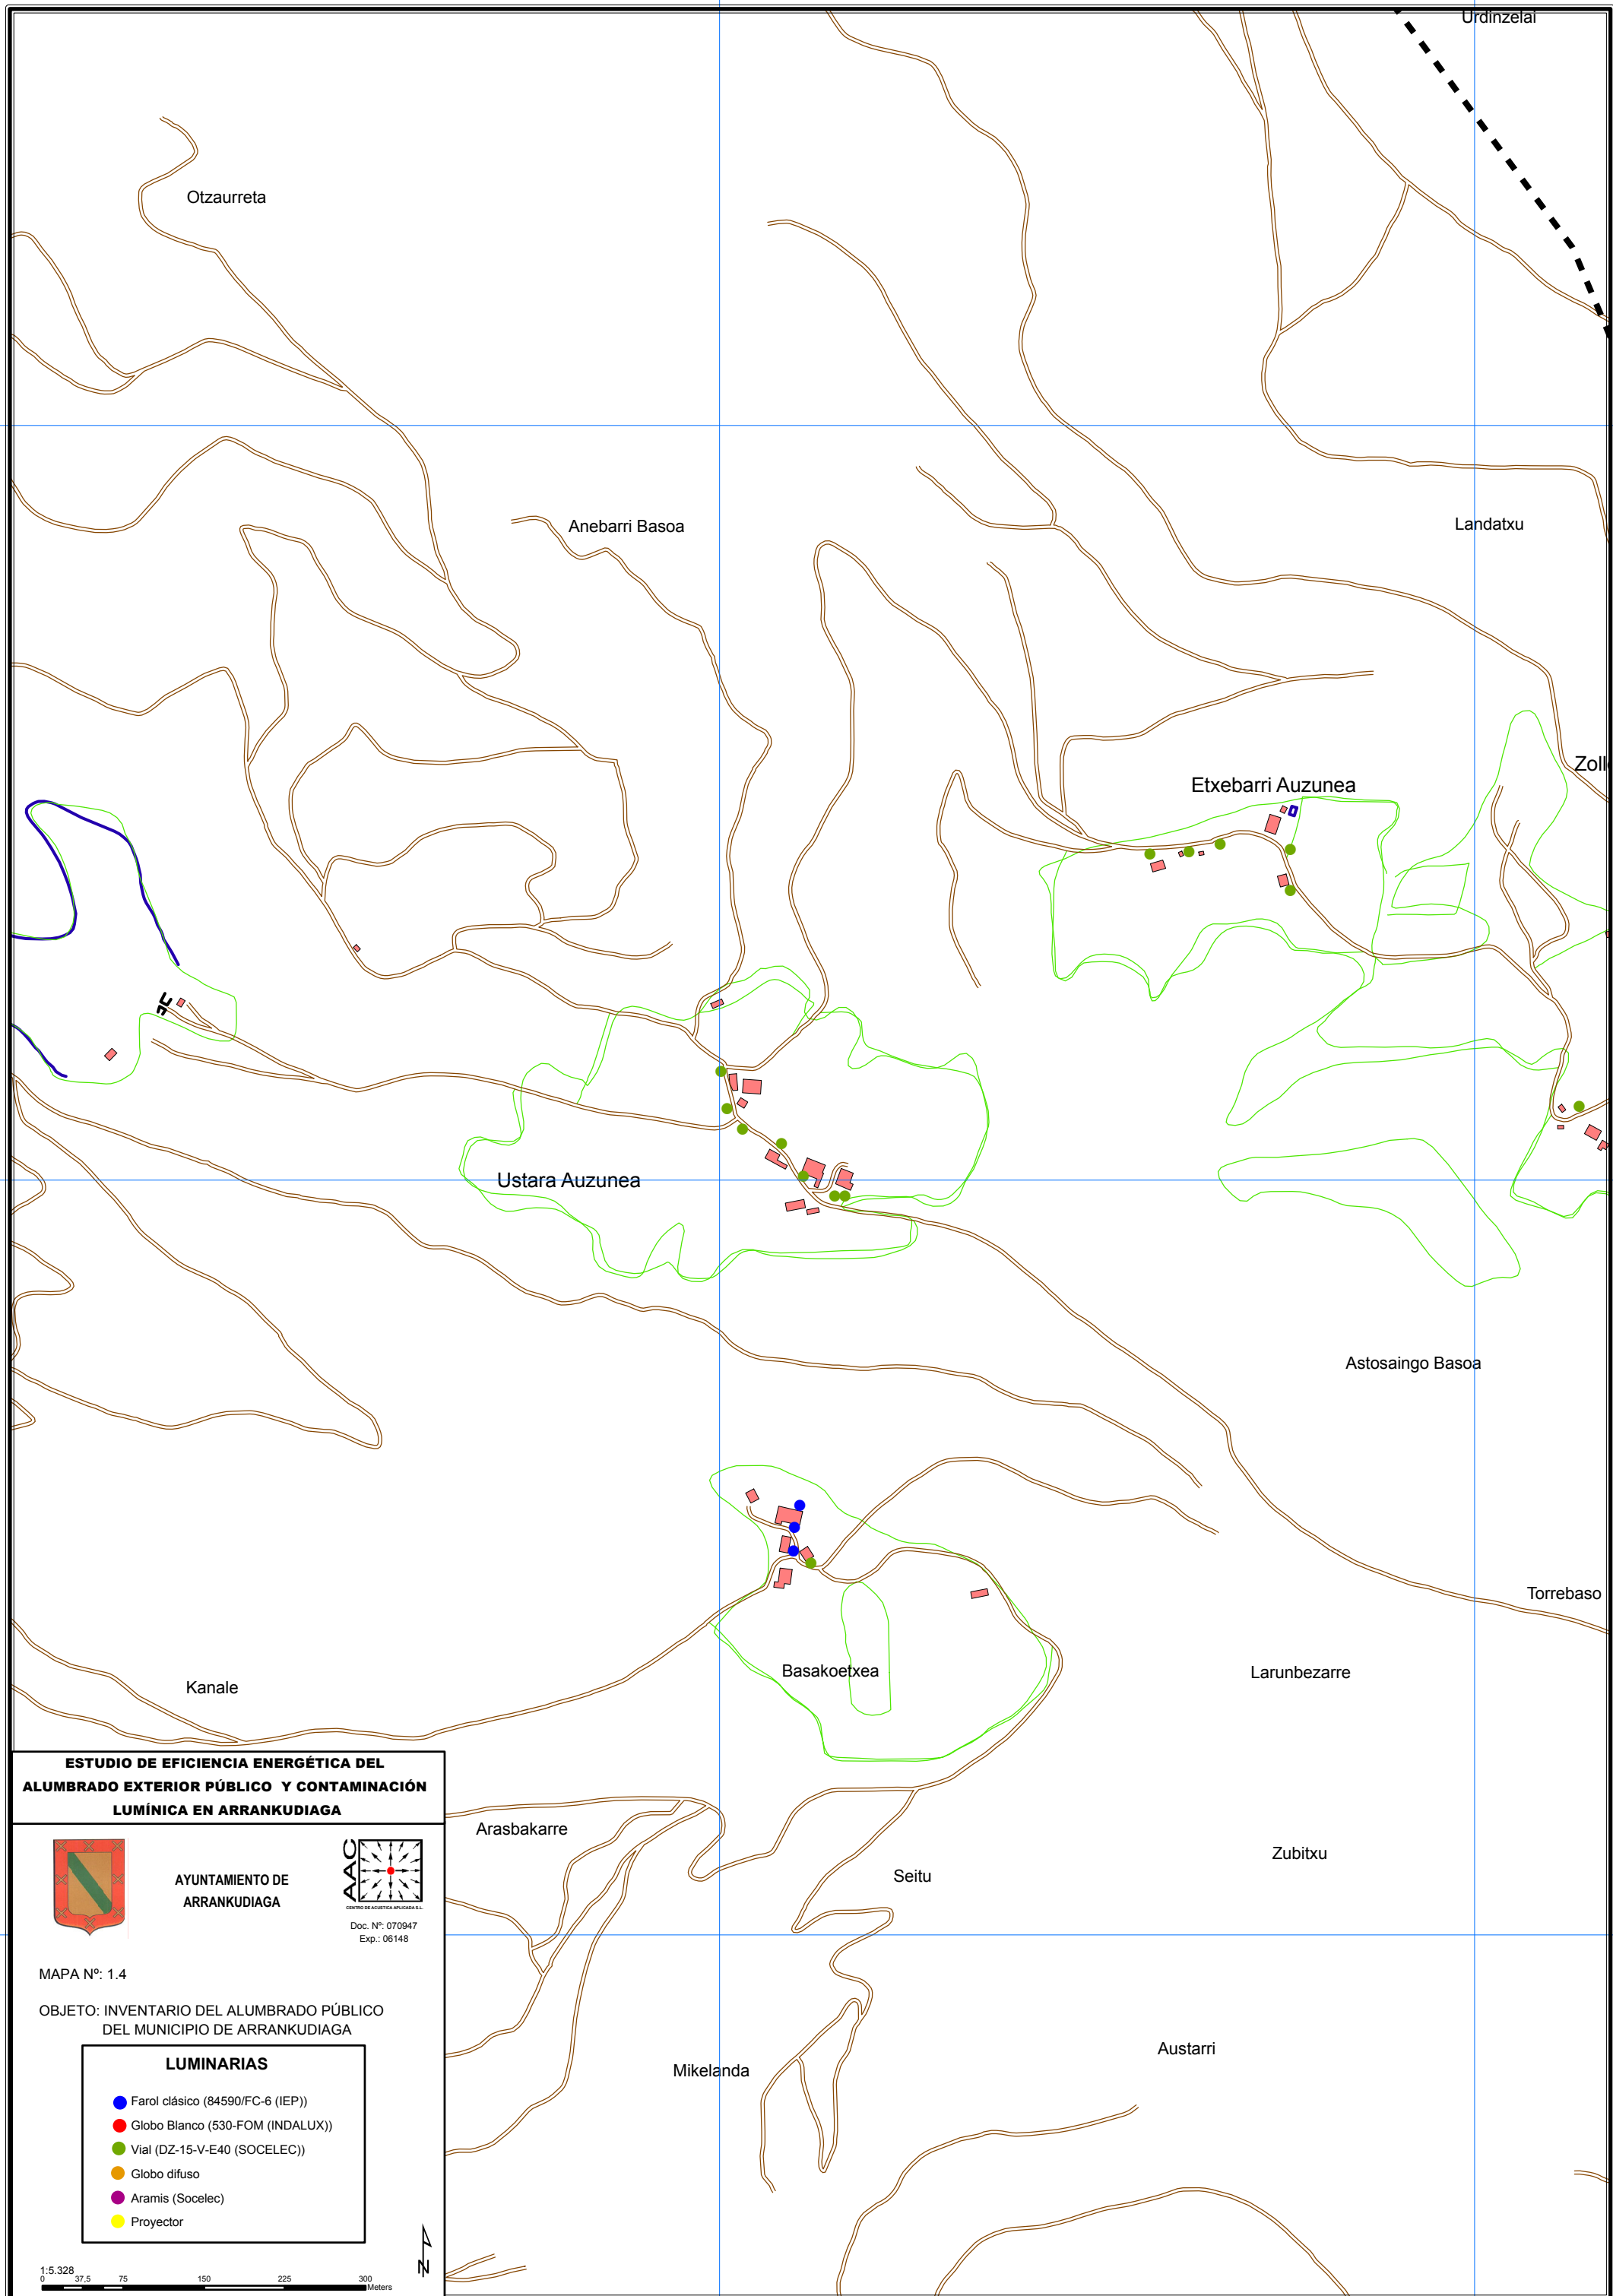 Urdinzelai
Otzaurreta
Anebarri Basoa
Landatxu
Etxebarri Auzunea
Ustara Auzunea
Astosaingo Basoa
Torrebaso
Basakoetxea
Larunbezarre
Kanale
Arasbakarre
Seitu
Zubitxu
Mikelanda
Austarri
ESTUDIO DE EFICIENCIA ENERGÉTICA DEL
ALUMBRADO EXTERIOR PÚBLICO Y CONTAMINACIÓN
LUMÍNICA EN ARRANKUDIAGA
AYUNTAMIENTO DE
ARRANKUDIAGA
AAC
CENTRO DE ACUSTICA APLICADA S.L.
Doc. Nº: 070947
Exp.: 06148
MAPA Nº: 1.4
OBJETO: INVENTARIO DEL ALUMBRADO PÚBLICO
DEL MUNICIPIO DE ARRANKUDIAGA
LUMINARIAS
Farol clásico (84590/FC-6 (IEP))
Globo Blanco (530-FOM (INDALUX))
Vial (DZ-15-V-E40 (SOCELEC))
Globo difuso
Aramis (Socelec)
Proyector
N
1:5.328
0 37,5 75 150 225 300
Meters